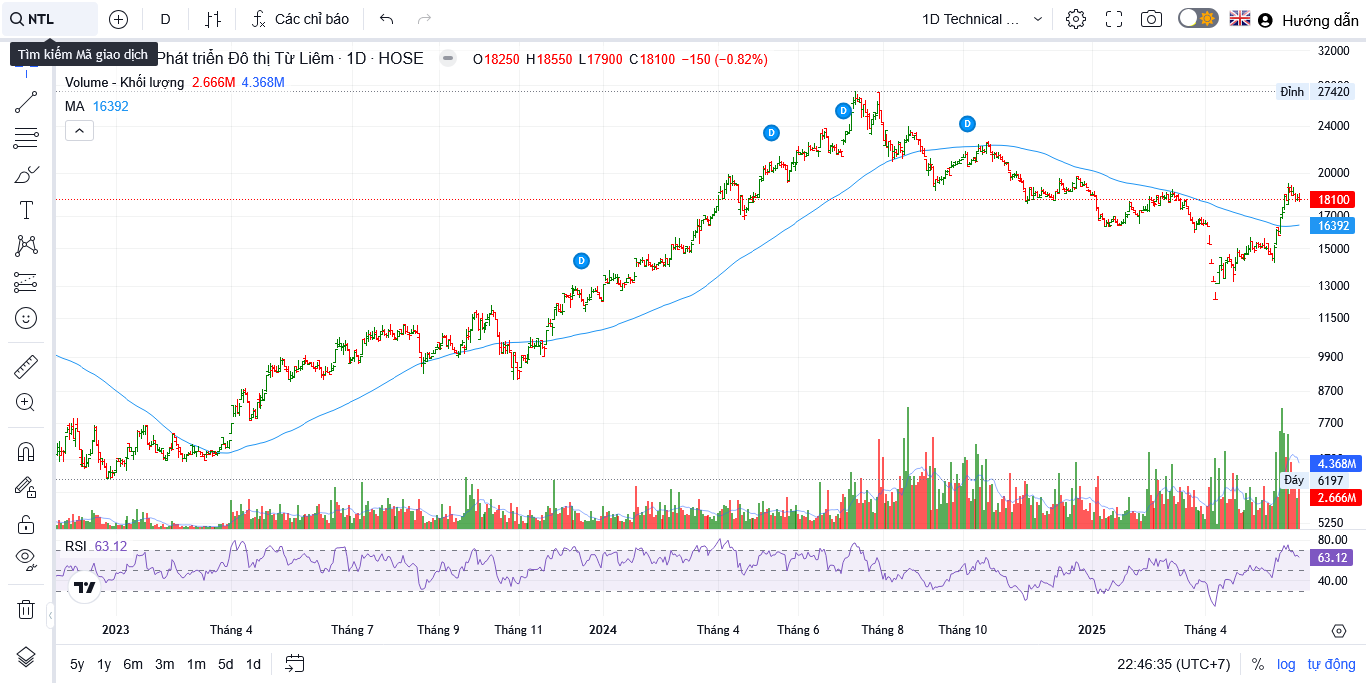 NTL D Các chỉ báo 1D Technical ... Hướng dẫn
Tìm kiếm Mã giao dịch
Phát triển Đô thị Từ Liêm · 1D · HOSE O18250 H18550 L17900 C18100 −150 (−0.82%)
Volume - Khối lượng 2.666M 4.368M
MA 16392
32000
Đỉnh 27420
24000
20000
18100
17000
16392
15000
13000
11500
9900
8700
7700
4.368M
Đáy 6197
2.666M
5250
D
D
D
D
RSI 63.12
80.00
63.12
40.00
2023 Tháng 4 Tháng 7 Tháng 9 Tháng 11 2024 Tháng 4 Tháng 6 Tháng 8 Tháng 10 2025 Tháng 4
5y 1y 6m 3m 1m 5d 1d 22:46:35 (UTC+7) % log tự động